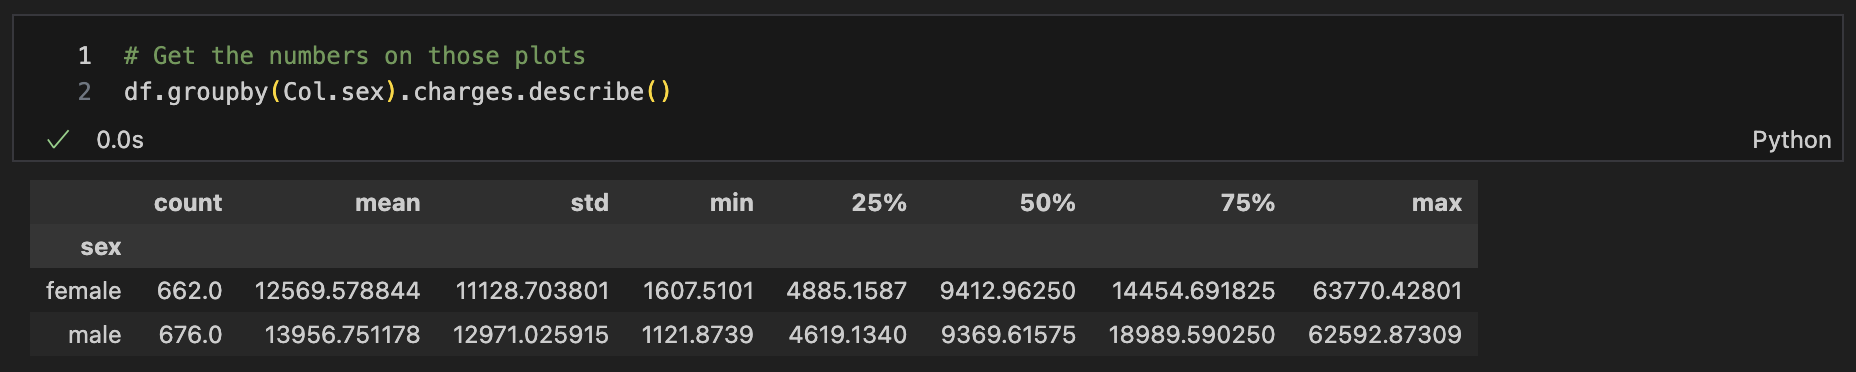 1 # Get the numbers on those plots
2 df.groupby(Col.sex).charges.describe()
0.0s Python
count mean std min 25% 50% 75% max
sex
female 662.0 12569.578844 11128.703801 1607.5101 4885.1587 9412.96250 14454.691825 63770.42801
male 676.0 13956.751178 12971.025915 1121.8739 4619.1340 9369.61575 18989.590250 62592.87309